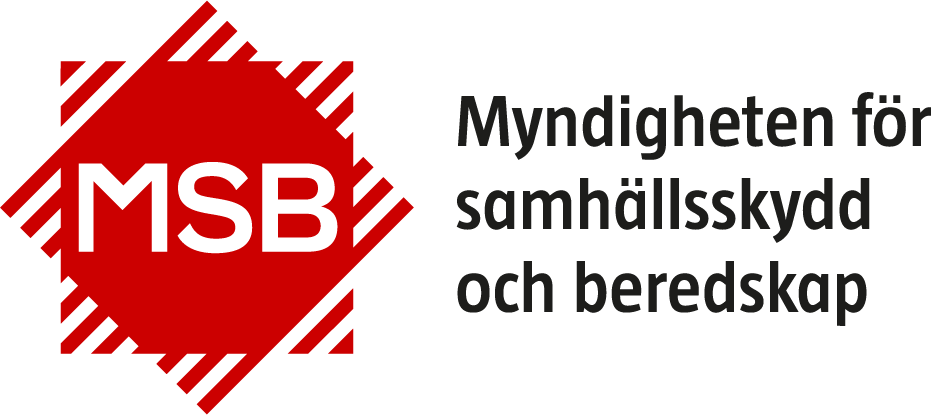 MSB
Myndigheten för
samhällsskydd
och beredskap